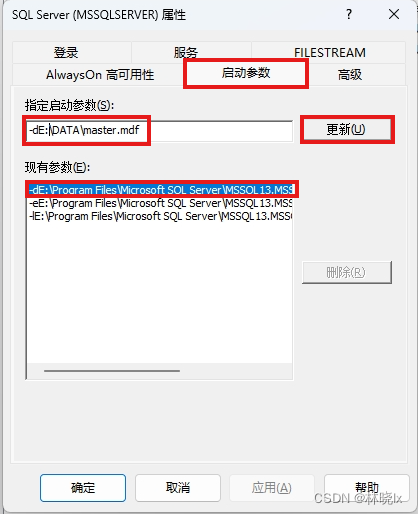 SQL Server (MSSQLSERVER) 属性
?
登录 服务 FILESTREAM
AlwaysOn 高可用性 启动参数 高级
指定启动参数(S):
-dE:\DATA\master.mdf 更新(U)
现有参数(E):
-dE:\Program Files\Microsoft SQL Server\MSSQL13.MSS
-eE:\Program Files\Microsoft SQL Server\MSSQL13.MSS
-lE:\Program Files\Microsoft SQL Server\MSSQL13.MSSQ
删除(R)
确定 取消 应用(A) 帮助
CSDN @林晓lx